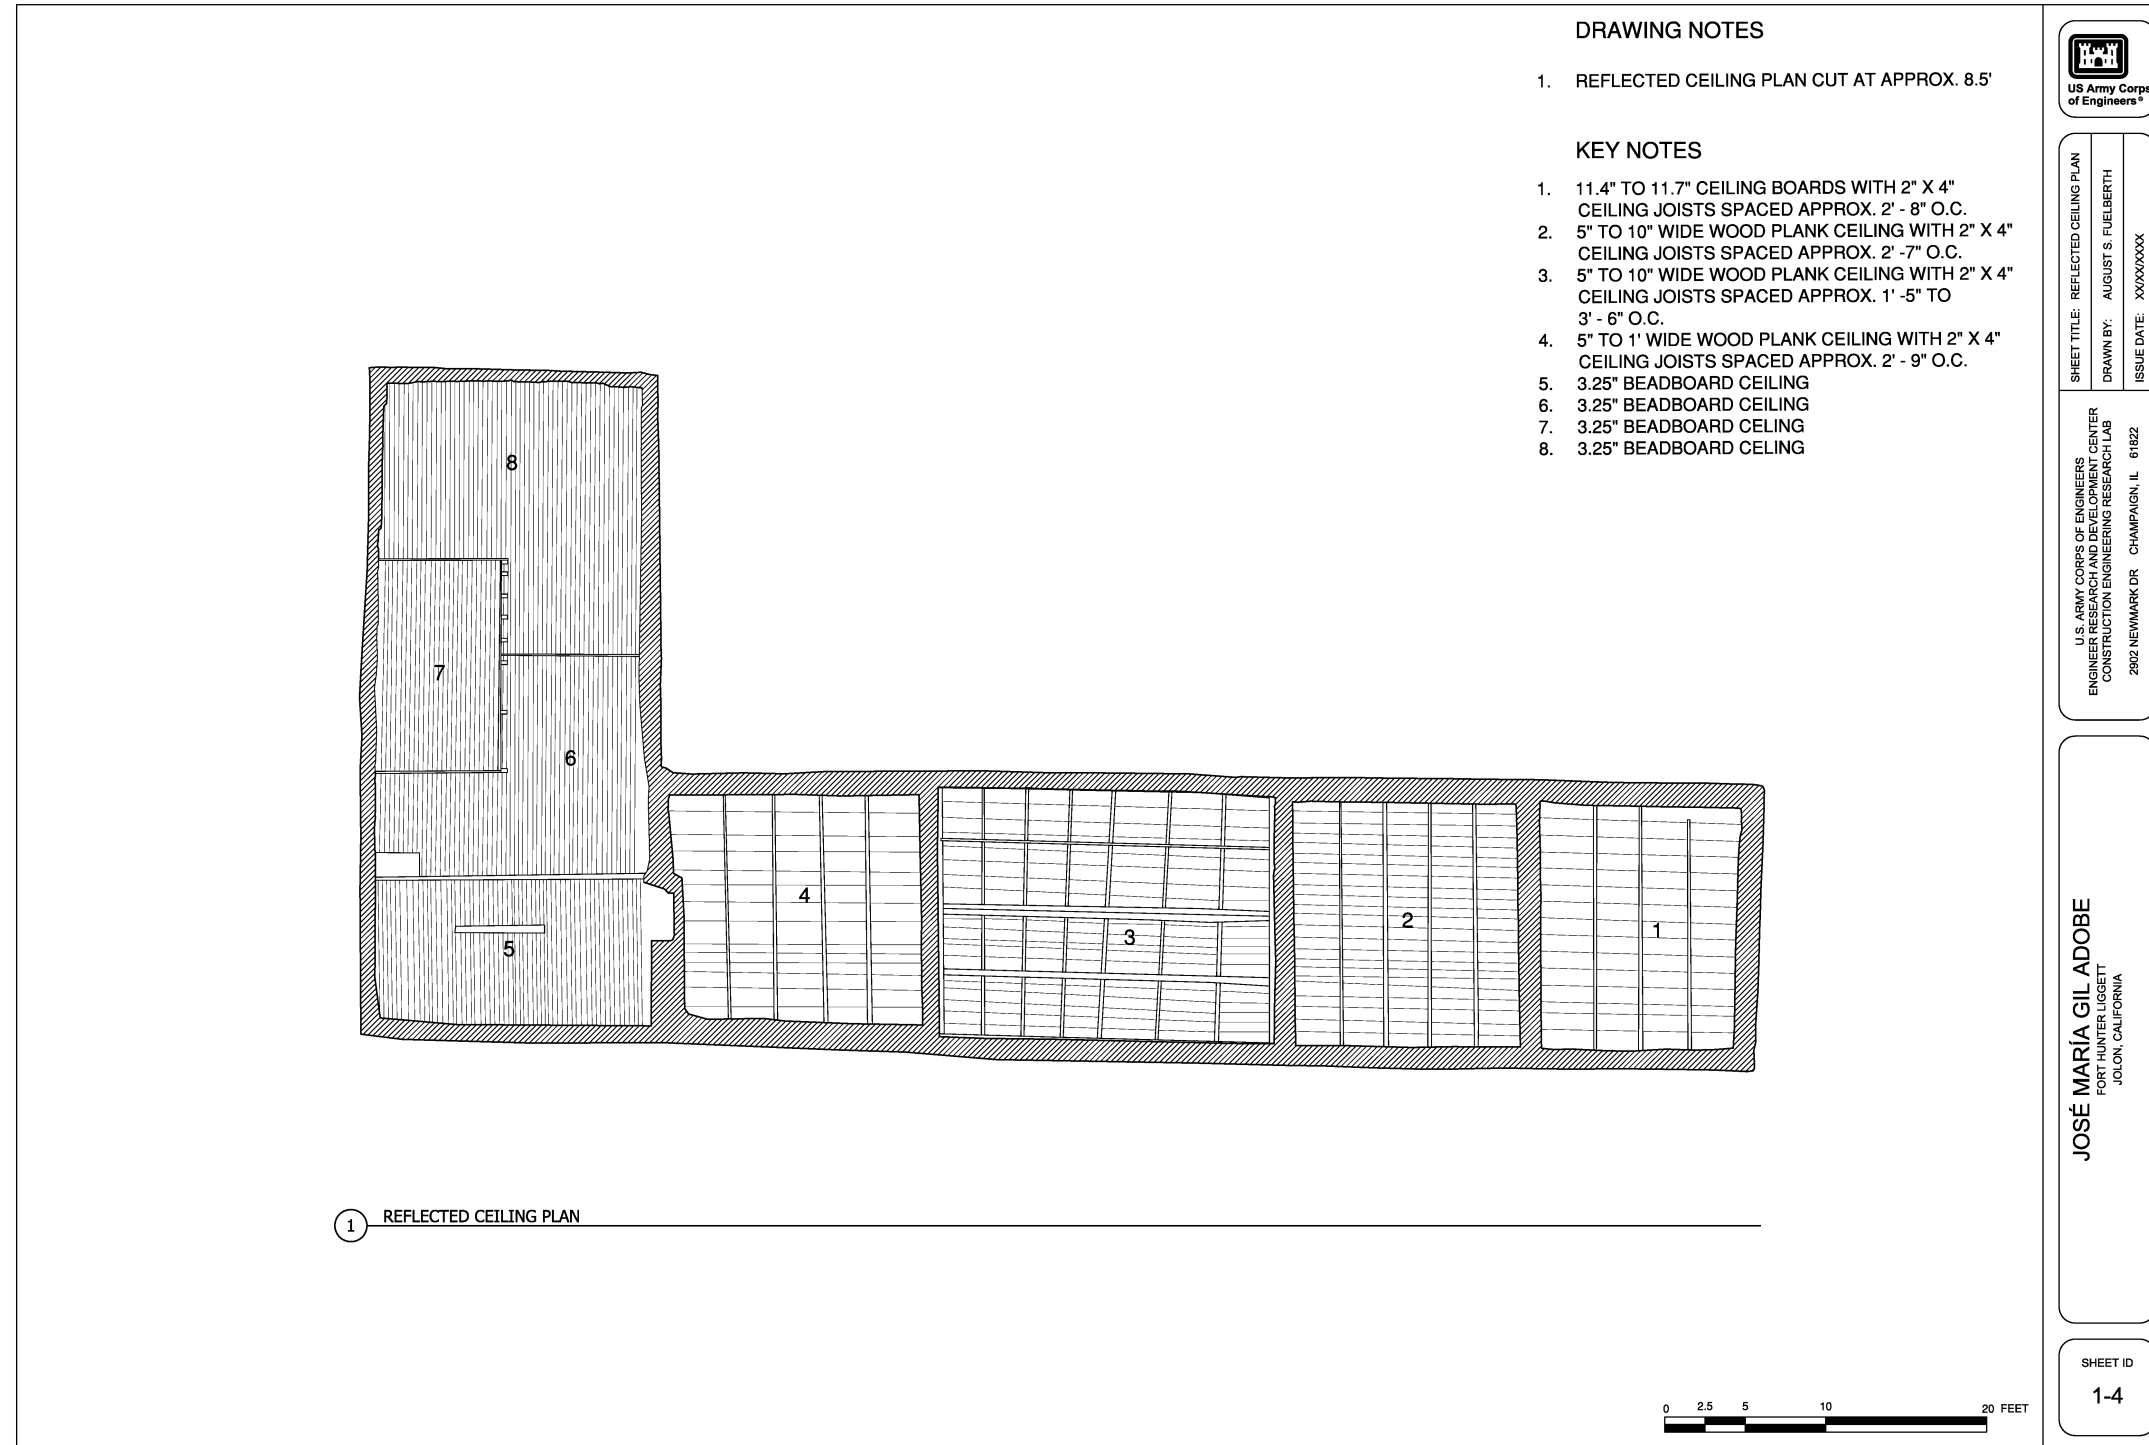 DRAWING NOTES
1. REFLECTED CEILING PLAN CUT AT APPROX. 8.5'
KEY NOTES
1. 11.4" TO 11.7" CEILING BOARDS WITH 2" X 4"
CEILING JOISTS SPACED APPROX. 2' - 8" O.C.
2. 5" TO 10" WIDE WOOD PLANK CEILING WITH 2" X 4"
CEILING JOISTS SPACED APPROX. 2' -7" O.C.
3. 5" TO 10" WIDE WOOD PLANK CEILING WITH 2" X 4"
CEILING JOISTS SPACED APPROX. 1' -5" TO
3' - 6" O.C.
4. 5" TO 1' WIDE WOOD PLANK CEILING WITH 2" X 4"
CEILING JOISTS SPACED APPROX. 2' - 9" O.C.
5. 3.25" BEADBOARD CEILING
6. 3.25" BEADBOARD CEILING
7. 3.25" BEADBOARD CELING
8. 3.25" BEADBOARD CELING
8
7
6
5
4
3
2
1
1 REFLECTED CEILING PLAN
0 2.5 5 10 20 FEET
US Army Corps
of Engineers®
SHEET TITLE: REFLECTED CEILING PLAN
DRAWN BY: AUGUST S. FUELBERTH
ISSUE DATE: XX/XX/XXXX
U.S. ARMY CORPS OF ENGINEERS
ENGINEER RESEARCH AND DEVELOPMENT CENTER
CONSTRUCTION ENGINEERING RESEARCH LAB
2902 NEWMARK DR CHAMPAIGN, IL 61822
JOSÉ MARÍA GIL ADOBE
FORT HUNTER LIGGETT
JOLON, CALIFORNIA
SHEET ID
1-4